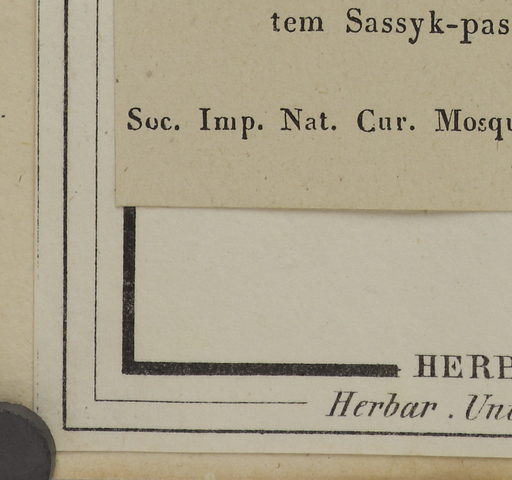 tem Sassyk-pas
Soc. Imp. Nat. Cur. Mosqu
HERB
Herbar . Uni